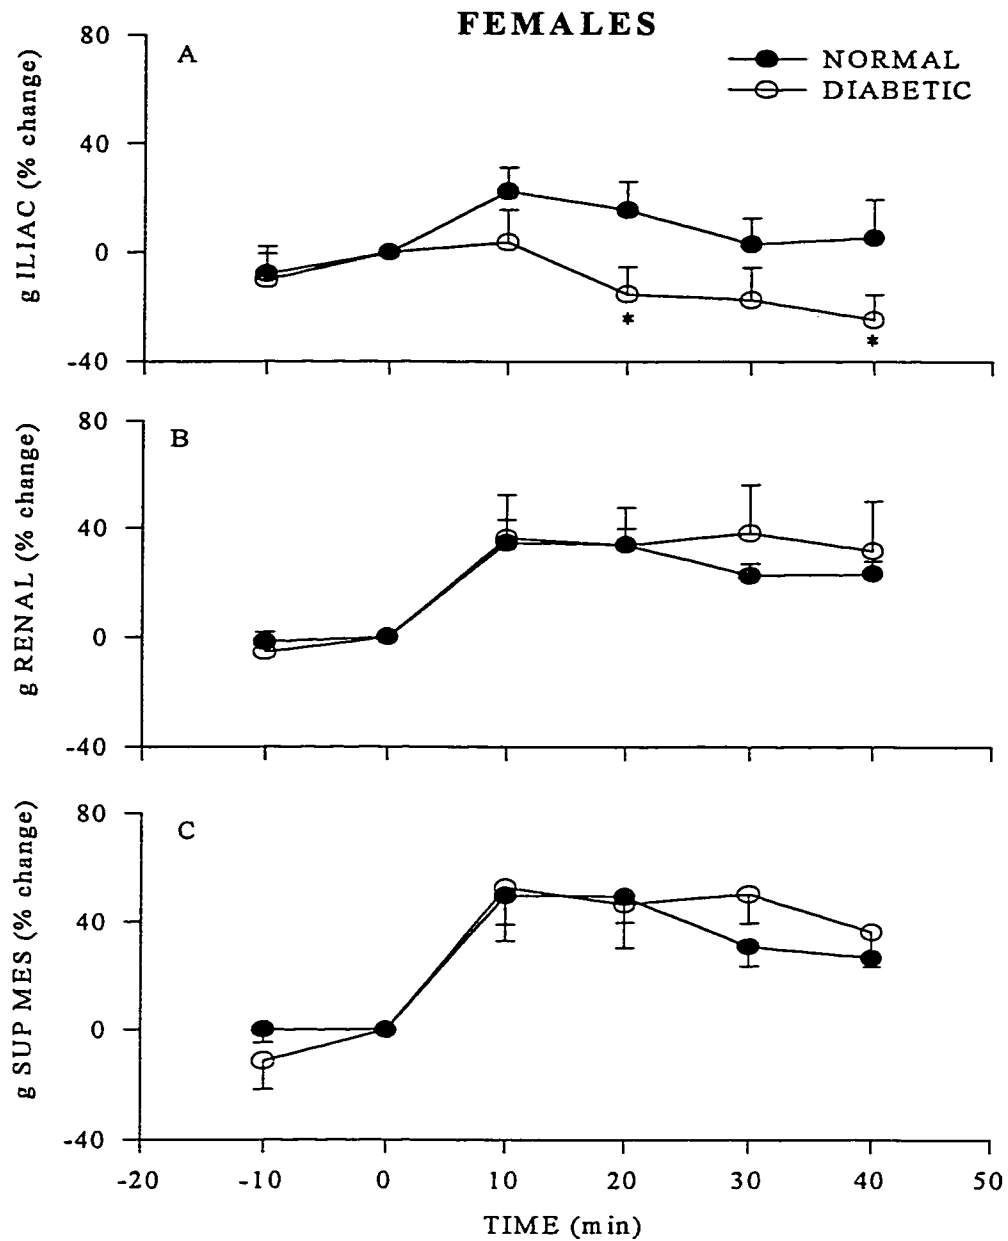 FEMALES
80
40
0
-40
g ILIAC (% change)
A
NORMAL
DIABETIC
*
*
80
40
0
-40
g RENAL (% change)
B
80
40
0
-40
g SUP MES (% change)
C
-20 -10 0 10 20 30 40 50
TIME (min)